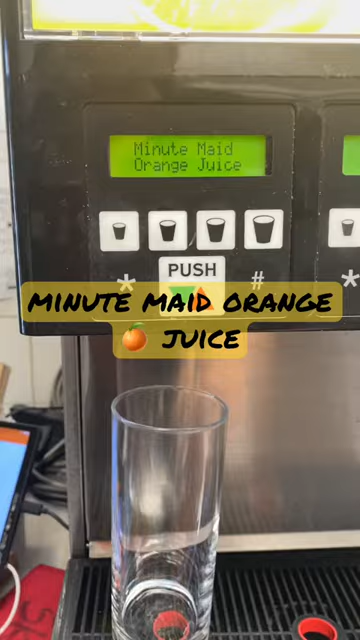 Minute Maid
Orange Juice
PUSH
* #
*
MINUTE MAID ORANGE
🍊 JUICE